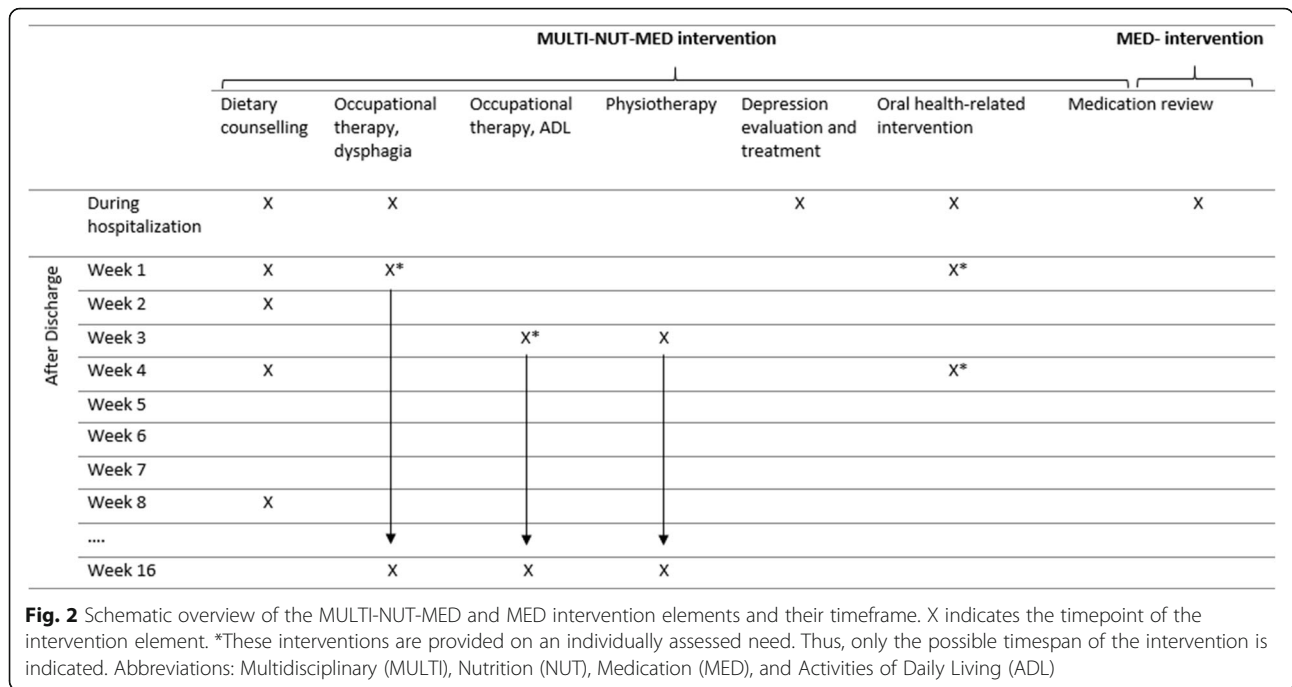 MULTI-NUT-MED intervention MED- intervention
Dietary counselling Occupational therapy, dysphagia Occupational therapy, ADL Physiotherapy Depression evaluation and treatment Oral health-related intervention Medication review
During hospitalization X X X X X
After Discharge
Week 1 X X* X*
Week 2 X
Week 3 X* X
Week 4 X X*
Week 5
Week 6
Week 7
Week 8 X
....
Week 16 X X X
Fig. 2 Schematic overview of the MULTI-NUT-MED and MED intervention elements and their timeframe. X indicates the timepoint of the
intervention element. *These interventions are provided on an individually assessed need. Thus, only the possible timespan of the intervention is
indicated. Abbreviations: Multidisciplinary (MULTI), Nutrition (NUT), Medication (MED), and Activities of Daily Living (ADL)